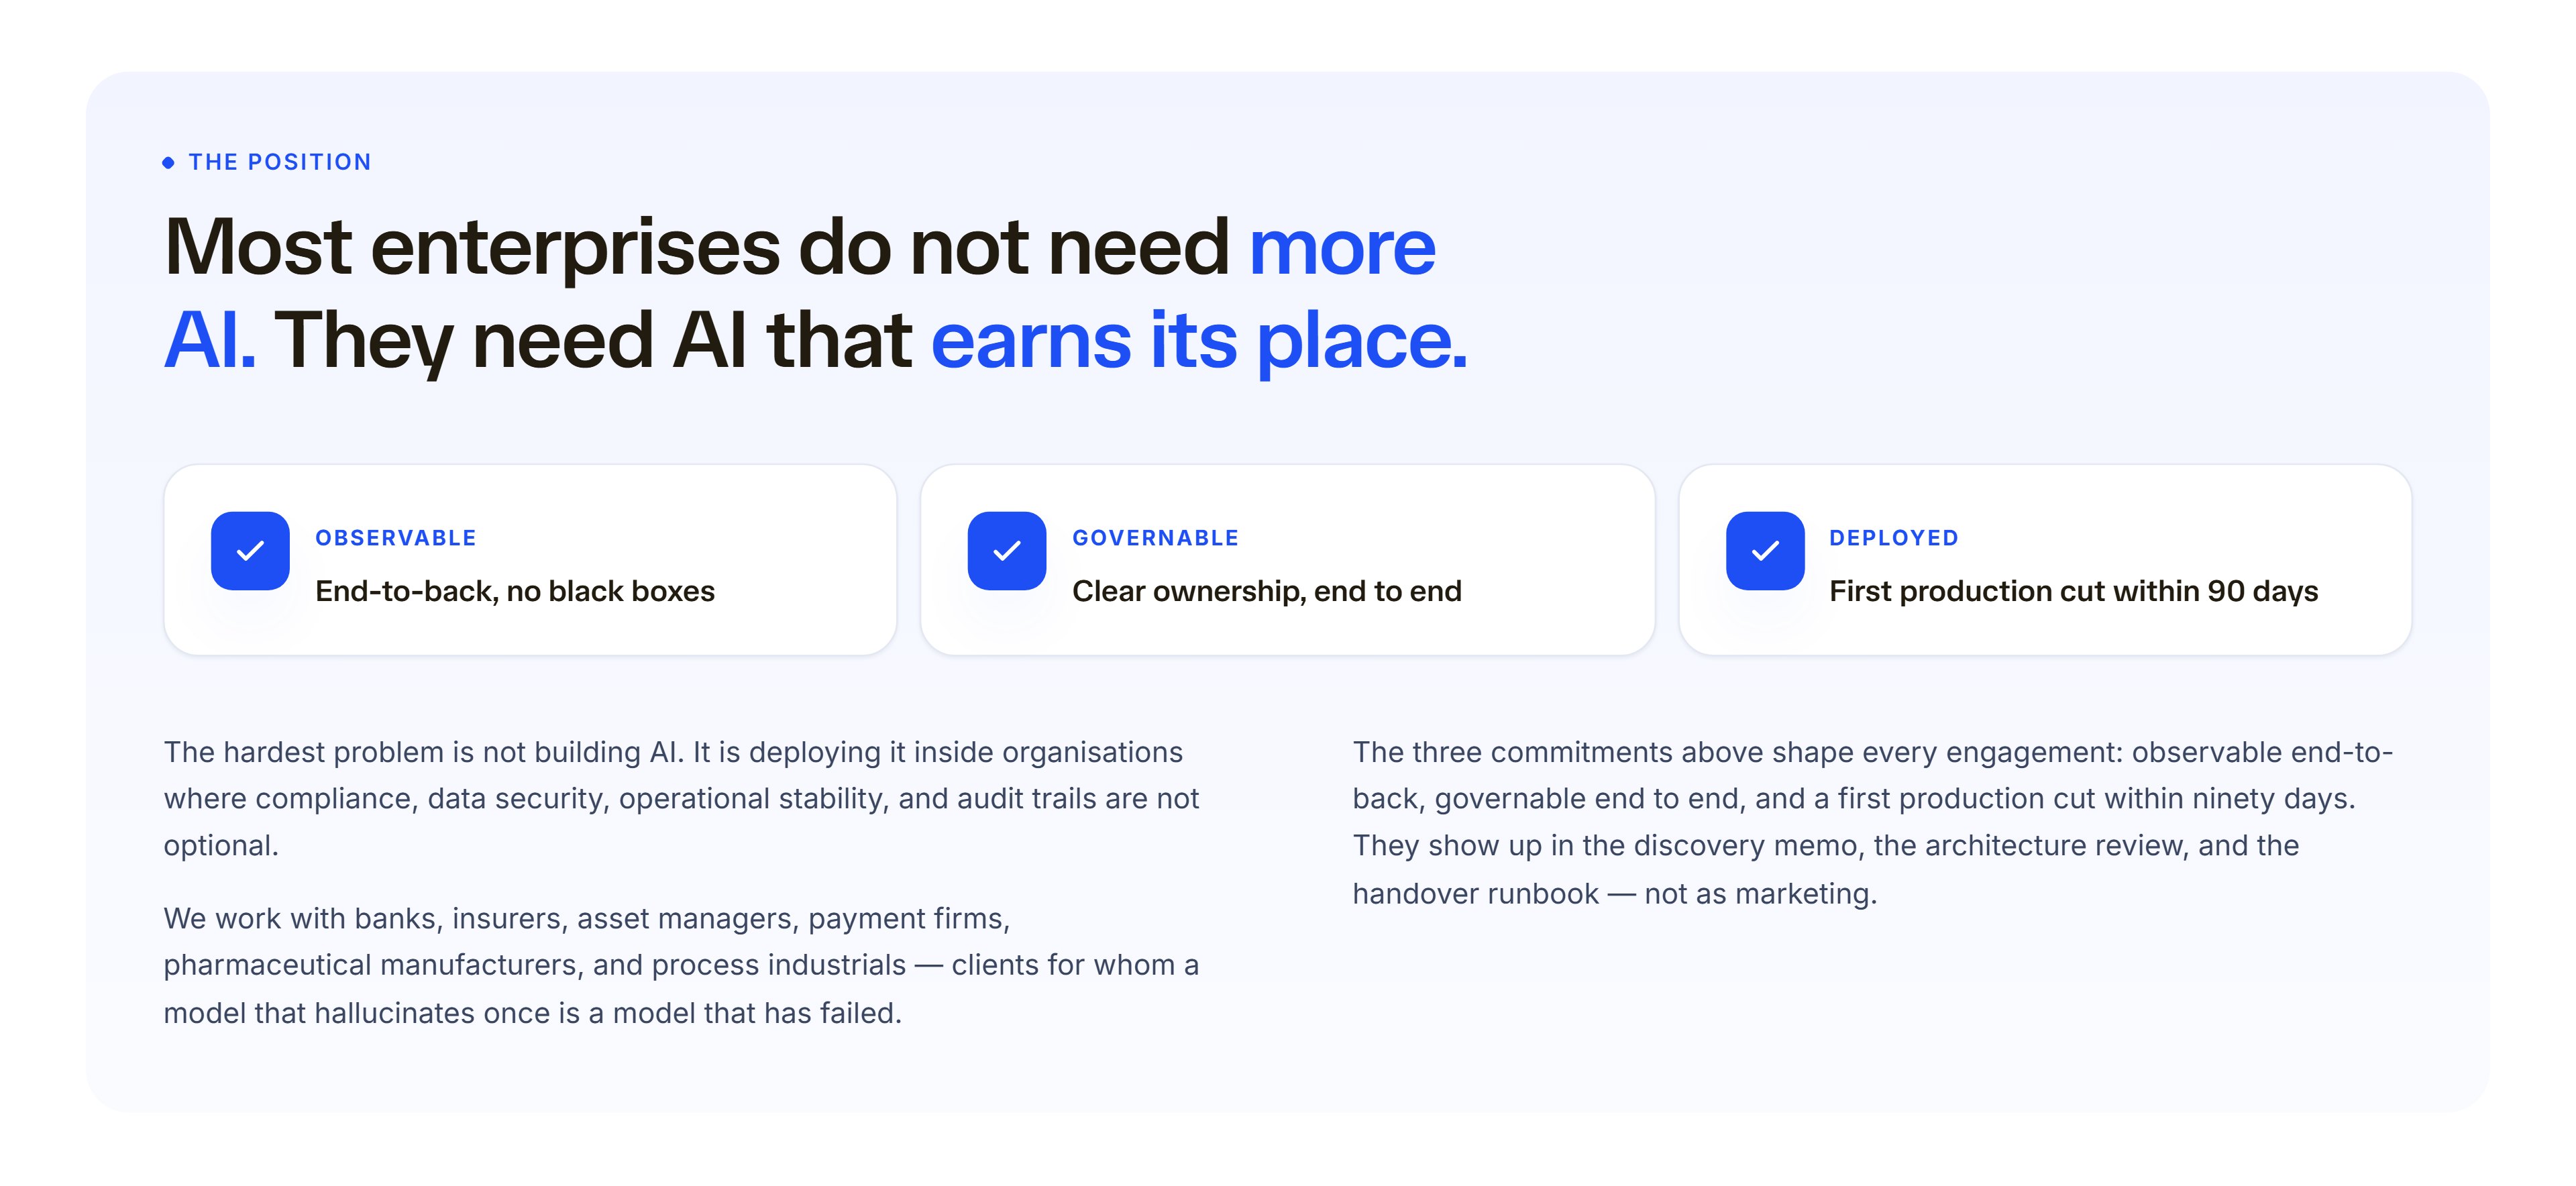 THE POSITION
Most enterprises do not need more
AI. They need AI that earns its place.
OBSERVABLE
End-to-back, no black boxes
GOVERNABLE
Clear ownership, end to end
DEPLOYED
First production cut within 90 days
The hardest problem is not building AI. It is deploying it inside organisations
where compliance, data security, operational stability, and audit trails are not
optional.
We work with banks, insurers, asset managers, payment firms,
pharmaceutical manufacturers, and process industrials — clients for whom a
model that hallucinates once is a model that has failed.
The three commitments above shape every engagement: observable end-to-
back, governable end to end, and a first production cut within ninety days.
They show up in the discovery memo, the architecture review, and the
handover runbook — not as marketing.